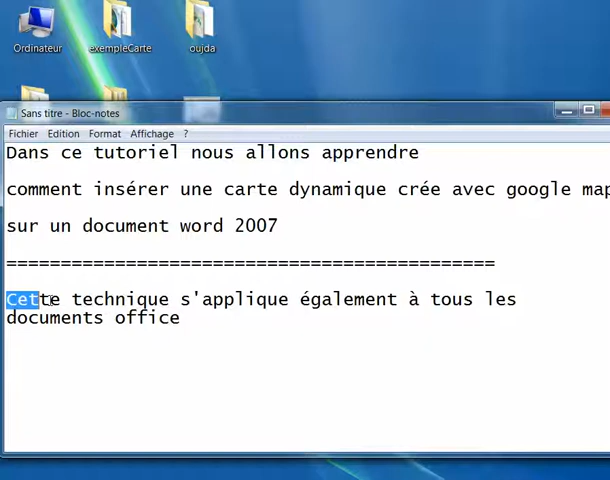 Ordinateur
exempleCarte
oujda
Sans titre - Bloc-notes
Fichier Edition Format Affichage ?
Dans ce tutoriel nous allons apprendre
comment insérer une carte dynamique crée avec google map
sur un document word 2007
=============================================
Cette technique s'applique également à tous les
documents office